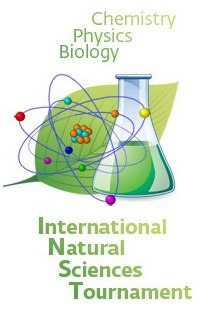 Chemistry
Physics
Biology
International
Natural
Sciences
Tournament